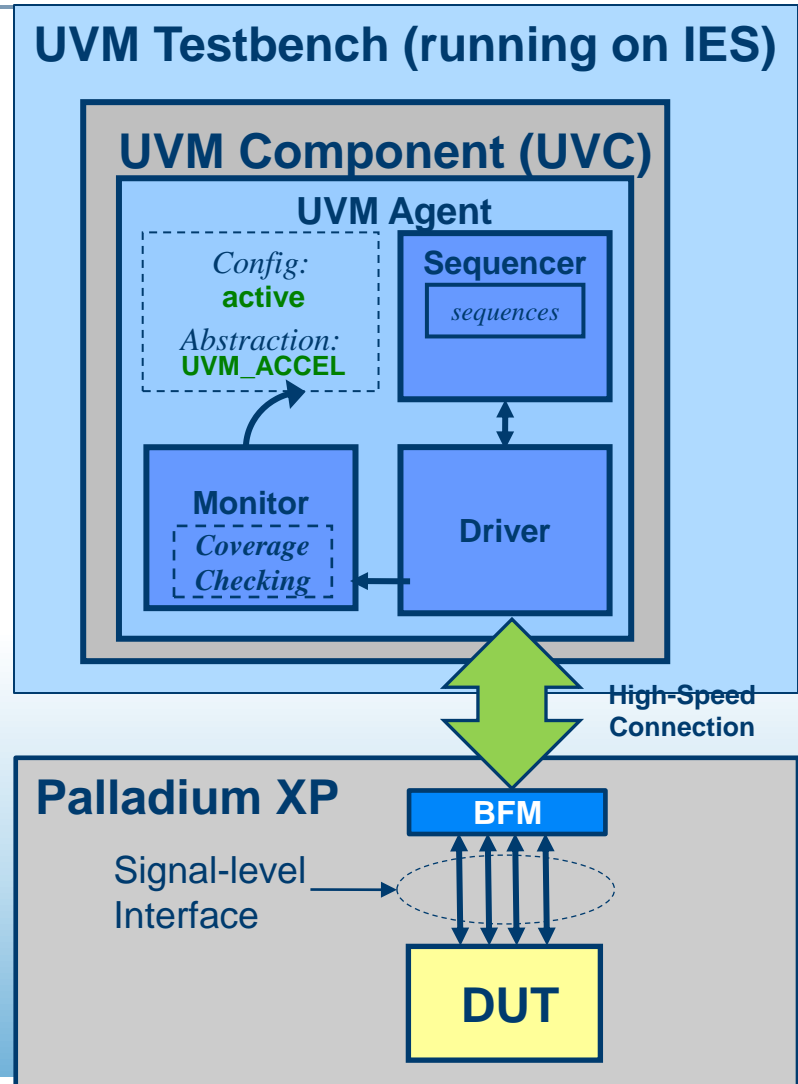 UVM Testbench (running on IES)
UVM Component (UVC)
UVM Agent
Config:
active
Abstraction:
UVM_ACCEL
Sequencer
sequences
Monitor
Coverage
Checking
Driver
High-Speed
Connection
Palladium XP
BFM
Signal-level
Interface
DUT